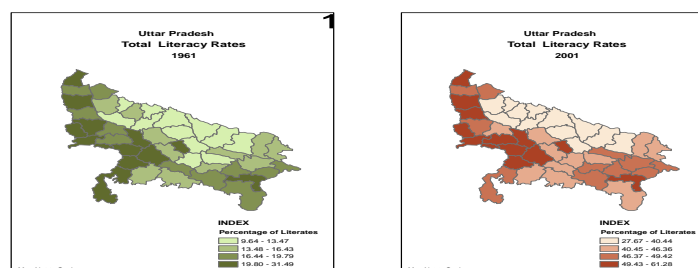 1
Uttar Pradesh
Total Literacy Rates
1961
INDEX
Percentage of Literates
9.64 - 13.47
13.48 - 16.43
16.44 - 19.79
19.80 - 31.49
Uttar Pradesh
Total Literacy Rates
2001
INDEX
Percentage of Literates
27.67 - 40.44
40.45 - 46.36
46.37 - 49.42
49.43 - 61.28